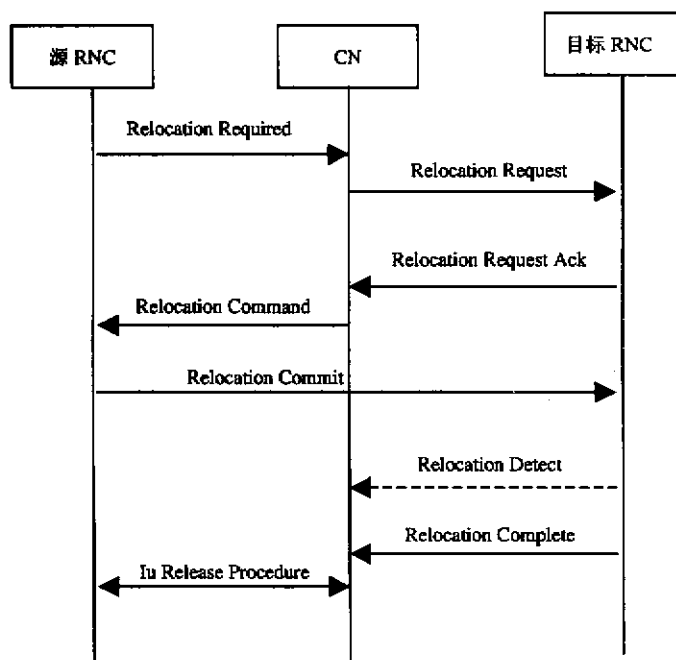 源 RNC
CN
目标 RNC
Relocation Required
Relocation Request
Relocation Request Ack
Relocation Command
Relocation Commit
Relocation Detect
Relocation Complete
Iu Release Procedure